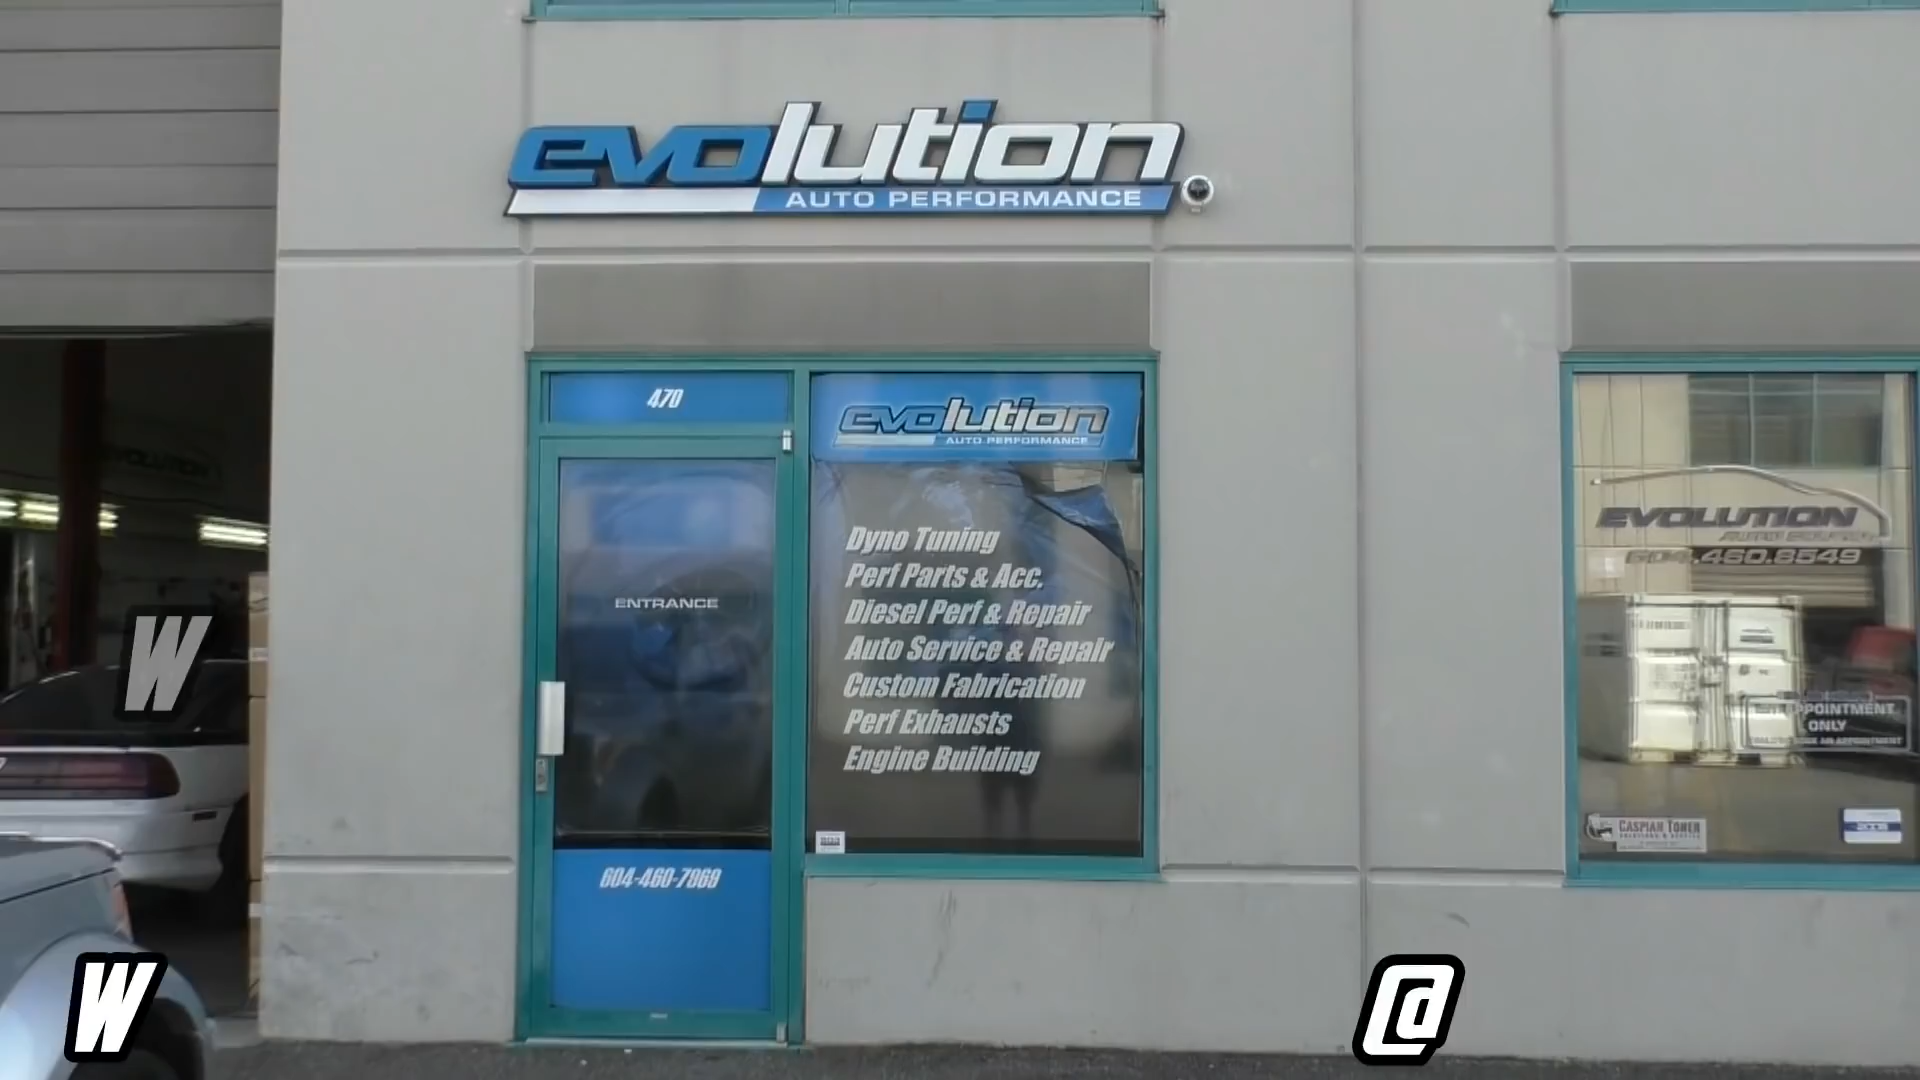 evolution
AUTO PERFORMANCE
470
evolution
AUTO PERFORMANCE
ENTRANCE
Dyno Tuning
Perf Parts & Acc.
Diesel Perf & Repair
Auto Service & Repair
Custom Fabrication
Perf Exhausts
Engine Building
604-460-7969
EVOLUTION
604.460.8549
APPOINTMENT
ONLY
CASPIAN TONER
W
W
@